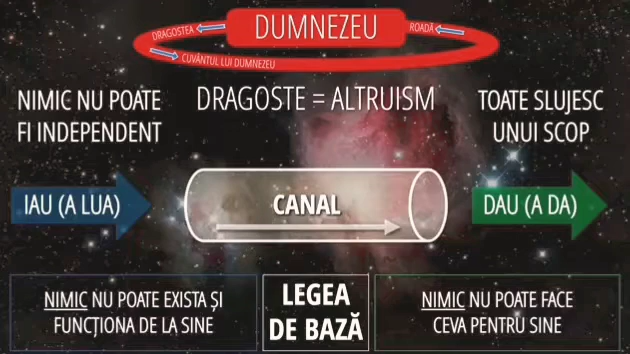 DUMNEZEU
DRAGOSTEA
ROADĂ
CUVÂNTUL LUI DUMNEZEU
NIMIC NU POATE
FI INDEPENDENT
DRAGOSTE = ALTRUISM
TOATE SLUJESC
UNUI SCOP
IAU (A LUA)
CANAL
DAU (A DA)
NIMIC NU POATE EXISTA ȘI
FUNCȚIONA DE LA SINE
LEGEA
DE BAZĂ
NIMIC NU POATE FACE
CEVA PENTRU SINE